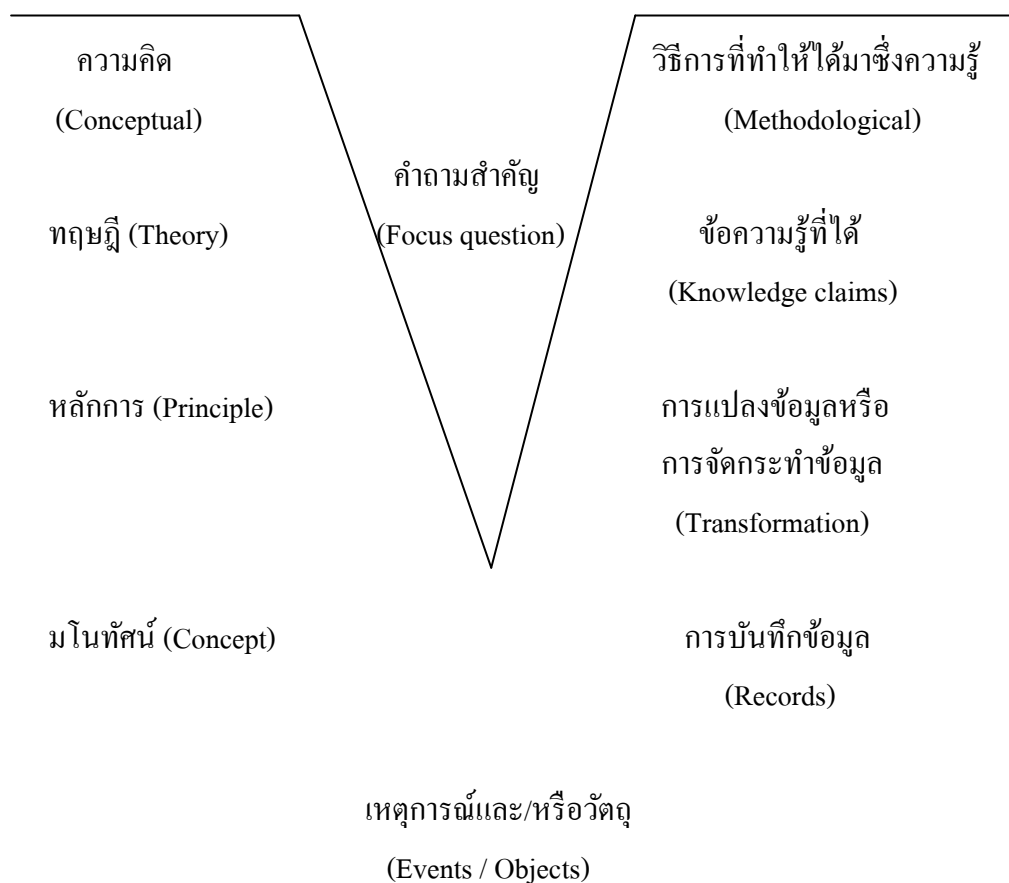 ความคิด
(Conceptual)
ทฤษฎี (Theory)
หลักการ (Principle)
มโนทัศน์ (Concept)
คำถามสำคัญ
(Focus question)
วิธีการที่ทำให้ได้มาซึ่งความรู้
(Methodological)
ข้อความรู้ที่ได้
(Knowledge claims)
การแปลงข้อมูลหรือ
การจัดกระทำข้อมูล
(Transformation)
การบันทึกข้อมูล
(Records)
เหตุการณ์และ/หรือวัตถุ
(Events / Objects)